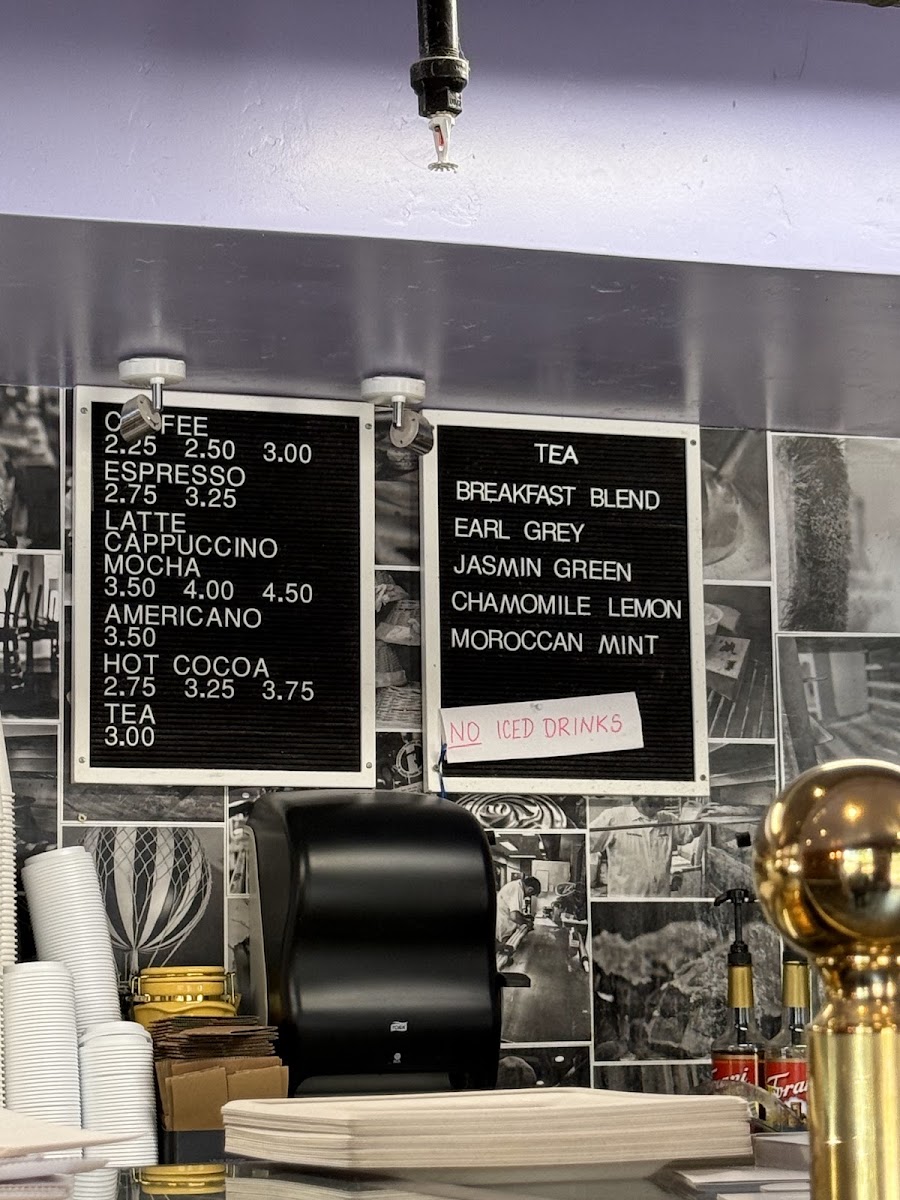 COFFEE
2.25 2.50 3.00
ESPRESSO
2.75 3.25
LATTE
CAPPUCCINO
MOCHA
3.50 4.00 4.50
AMERICANO
3.50
HOT COCOA
2.75 3.25 3.75
TEA
3.00
TEA
BREAKFAST BLEND
EARL GREY
JASMIN GREEN
CHAMOMILE LEMON
MOROCCAN MINT
NO ICED DRINKS
TORK